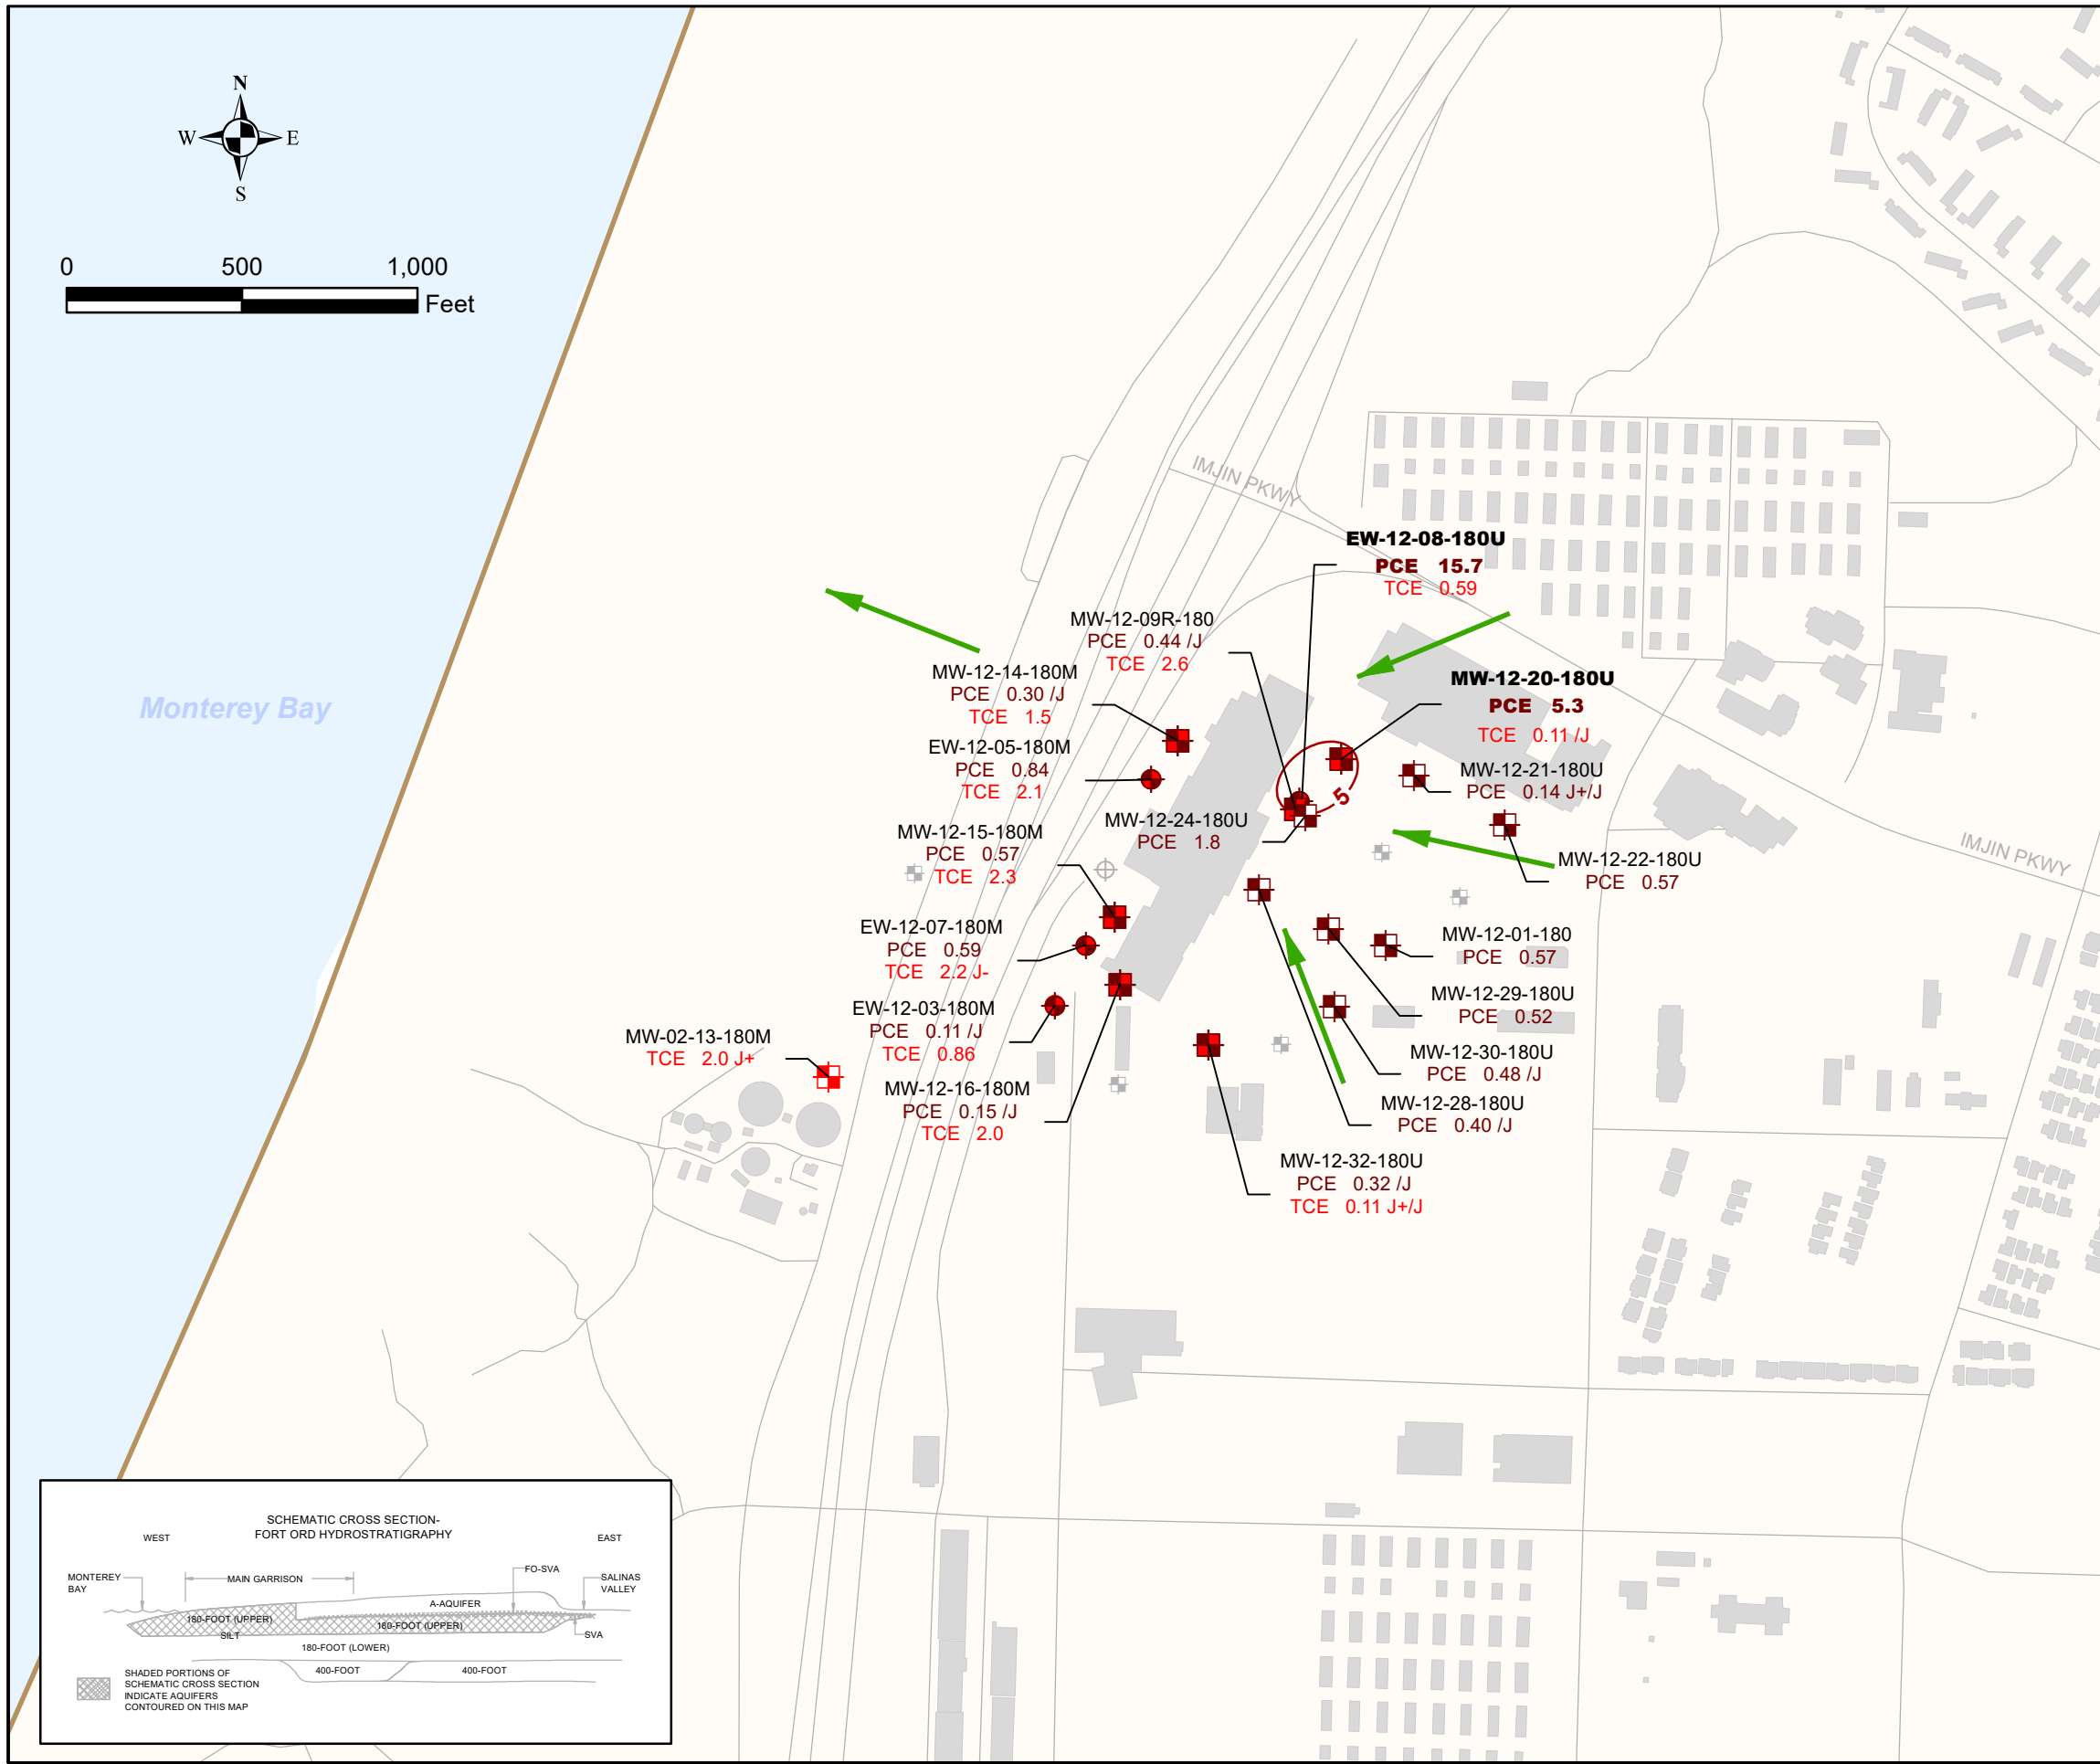 N
W E
S
0 500 1,000
Feet
Monterey Bay
IMJIN PKWY
EW-12-08-180U
PCE 15.7
TCE 0.59
MW-12-09R-180
PCE 0.44 /J
TCE 2.6
MW-12-14-180M
PCE 0.30 /J
TCE 1.5
MW-12-20-180U
PCE 5.3
TCE 0.11 /J
EW-12-05-180M
PCE 0.84
TCE 2.1
MW-12-21-180U
PCE 0.14 J+/J
5
MW-12-24-180U
PCE 1.8
MW-12-15-180M
PCE 0.57
TCE 2.3
MW-12-22-180U
PCE 0.57
IMJIN PKWY
EW-12-07-180M
PCE 0.59
TCE 2.2 J-
MW-12-01-180
PCE 0.57
MW-12-29-180U
PCE 0.52
EW-12-03-180M
PCE 0.11 /J
TCE 0.86
MW-02-13-180M
TCE 2.0 J+
MW-12-30-180U
PCE 0.48 /J
MW-12-16-180M
PCE 0.15 /J
TCE 2.0
MW-12-28-180U
PCE 0.40 /J
MW-12-32-180U
PCE 0.32 /J
TCE 0.11 J+/J
SCHEMATIC CROSS SECTION-
FORT ORD HYDROSTRATIGRAPHY
WEST EAST
MONTEREY
BAY
MAIN GARRISON
FO-SVA
SALINAS
VALLEY
A-AQUIFER
180-FOOT (UPPER)
180-FOOT (UPPER)
SILT
SVA
180-FOOT (LOWER)
400-FOOT 400-FOOT
SHADED PORTIONS OF
SCHEMATIC CROSS SECTION
INDICATE AQUIFERS
CONTOURED ON THIS MAP